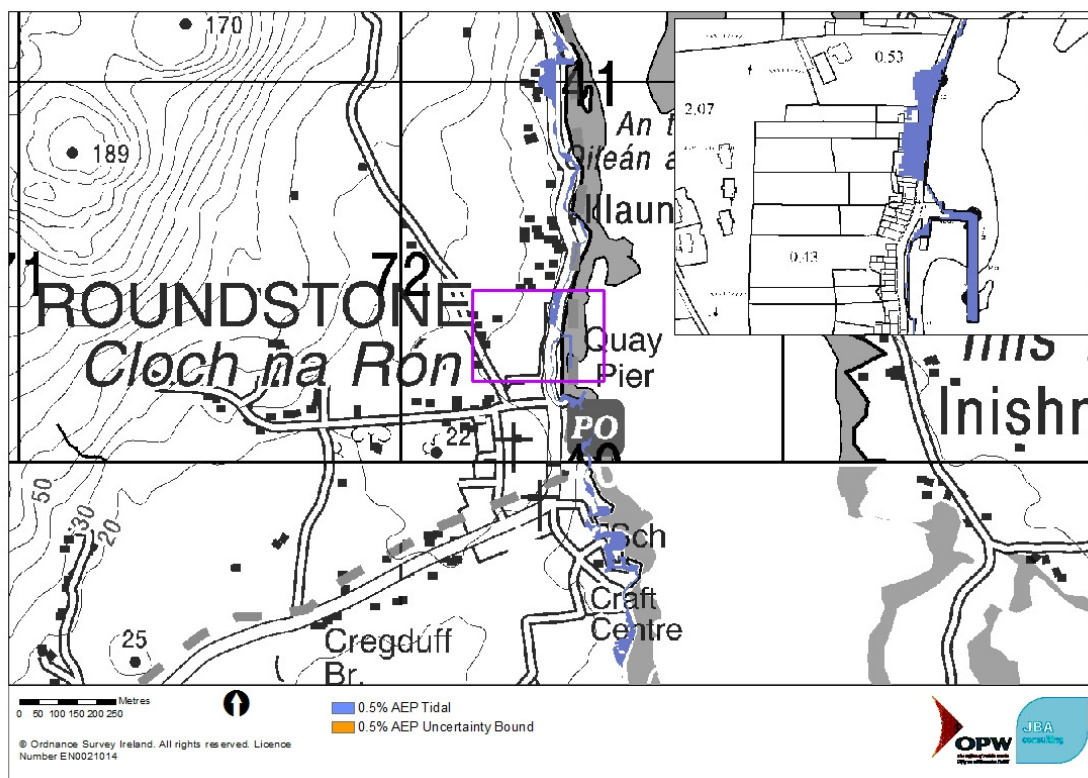 170
189
41
An
Illaun
0.53
2.07
0.43
71
72
ROUNDSTONE
Cloch na Rón
Quay
Pier
PO
22
Inis
Inishn
50
30
20
Sch
Craft
Centre
25
Cregduff
Br.
Metres
0 50 100 150 200 250
0.5% AEP Tidal
0.5% AEP Uncertainty Bound
© Ordnance Survey Ireland. All rights reserved. Licence
Number EN0021014
OPW
JBA
consulting